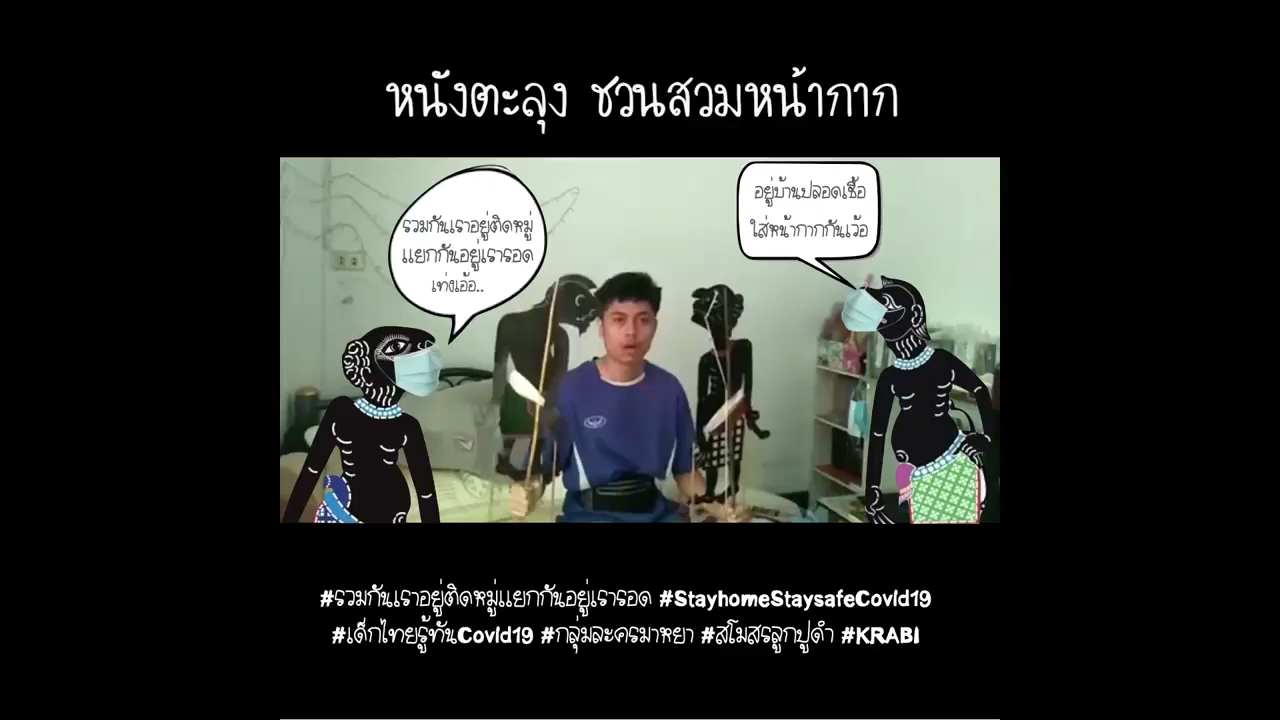 หนังตะลุง ชวนสวมหน้ากาก
รวมกันเราอยู่ติดหมู่
แยกกันอยู่เรารอด
เท่งเอ้อ..
อยู่บ้านปลอดเชื้อ
ใส่หน้ากากกันเว้อ
#รวมกันเราอยู่ติดหมู่แยกกันอยู่เรารอด #StayhomeStaysafeCovid19
#เด็กไทยรู้ทันCovid19 #กลุ่มละครมาหยา #สโมสรลูกปูดำ #KRABI